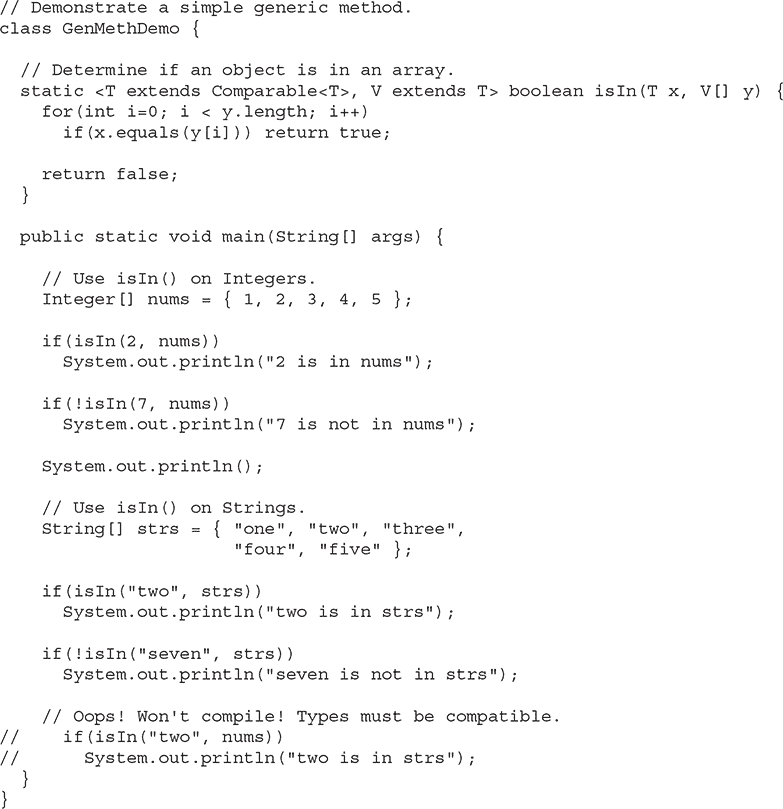 // Demonstrate a simple generic method.
class GenMethDemo {

  // Determine if an object is in an array.
  static <T extends Comparable<T>, V extends T> boolean isIn(T x, V[] y) {
    for(int i=0; i < y.length; i++)
      if(x.equals(y[i])) return true;

    return false;
  }

  public static void main(String[] args) {

    // Use isIn() on Integers.
    Integer[] nums = { 1, 2, 3, 4, 5 };

    if(isIn(2, nums))
      System.out.println("2 is in nums");

    if(!isIn(7, nums))
      System.out.println("7 is not in nums");

    System.out.println();

    // Use isIn() on Strings.
    String[] strs = { "one", "two", "three",
                      "four", "five" };

    if(isIn("two", strs))
      System.out.println("two is in strs");

    if(!isIn("seven", strs))
      System.out.println("seven is not in strs");

    // Oops! Won't compile! Types must be compatible.
//    if(isIn("two", nums))
//      System.out.println("two is in strs");
  }
}